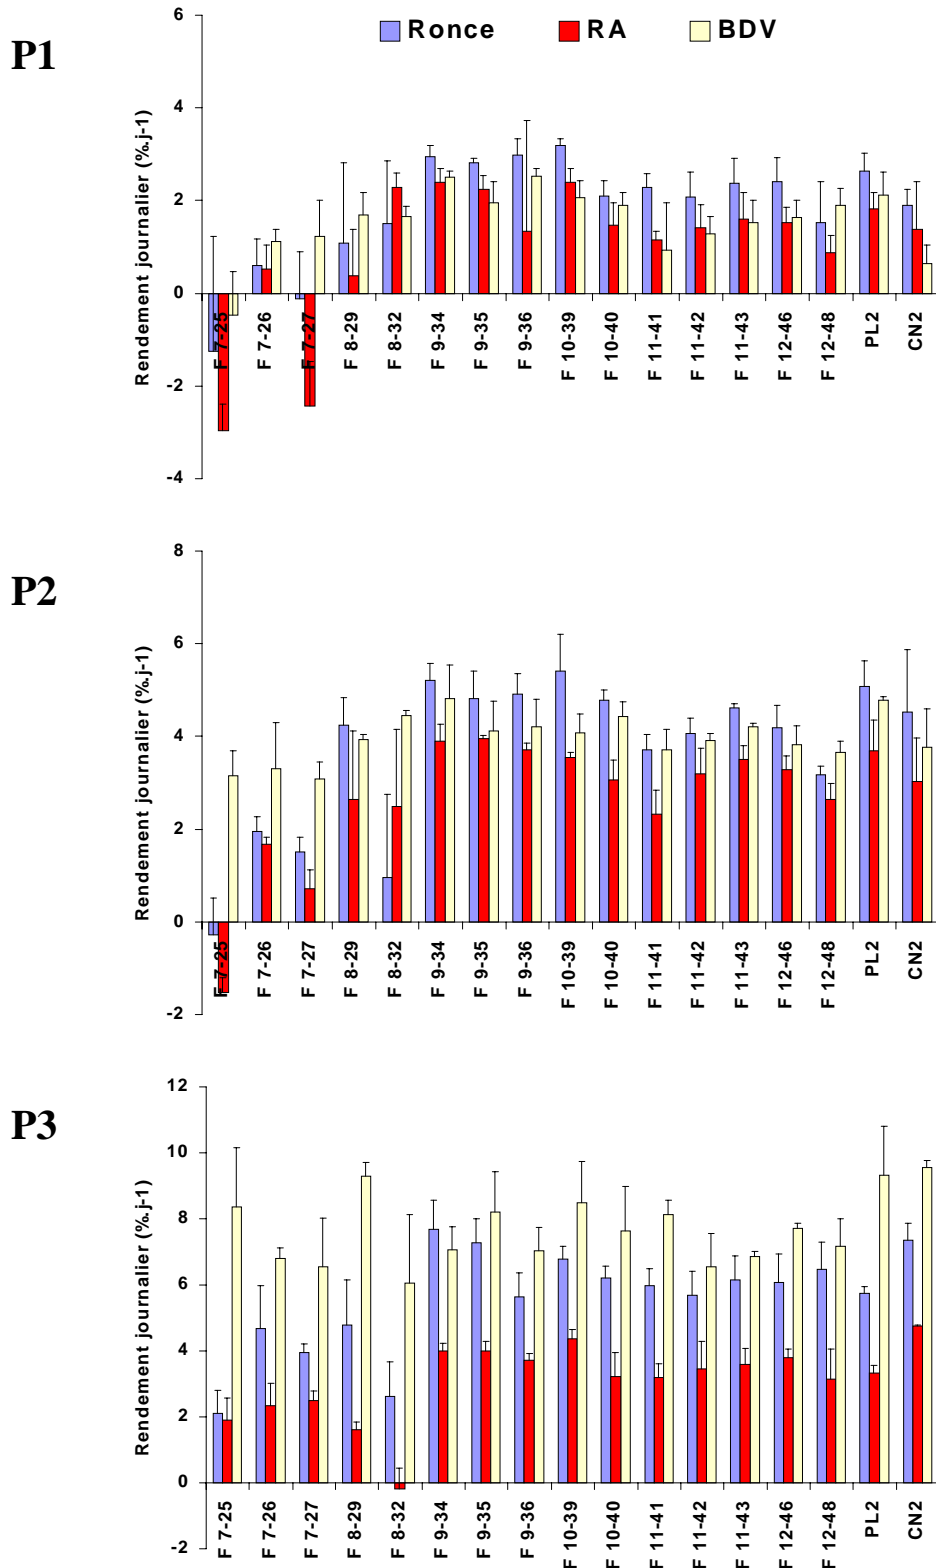 P1
Ronce RA BDV
Rendement journalier (%.j-1)
6
4
2
0
-2
-4
F 7-25 F 7-26 F 7-27 F 8-29 F 8-32 F 9-34 F 9-35 F 9-36 F 10-39 F 10-40 F 11-41 F 11-42 F 11-43 F 12-46 F 12-48 PL2 CN2
P2
Rendement journalier (%.j-1)
8
6
4
2
0
-2
F 7-25 F 7-26 F 7-27 F 8-29 F 8-32 F 9-34 F 9-35 F 9-36 F 10-39 F 10-40 F 11-41 F 11-42 F 11-43 F 12-46 F 12-48 PL2 CN2
P3
Rendement journalier (%.j-1)
12
10
8
6
4
2
0
-2
F 7-25 F 7-26 F 7-27 F 8-29 F 8-32 F 9-34 F 9-35 F 9-36 F 10-39 F 10-40 F 11-41 F 11-42 F 11-43 F 12-46 F 12-48 PL2 CN2